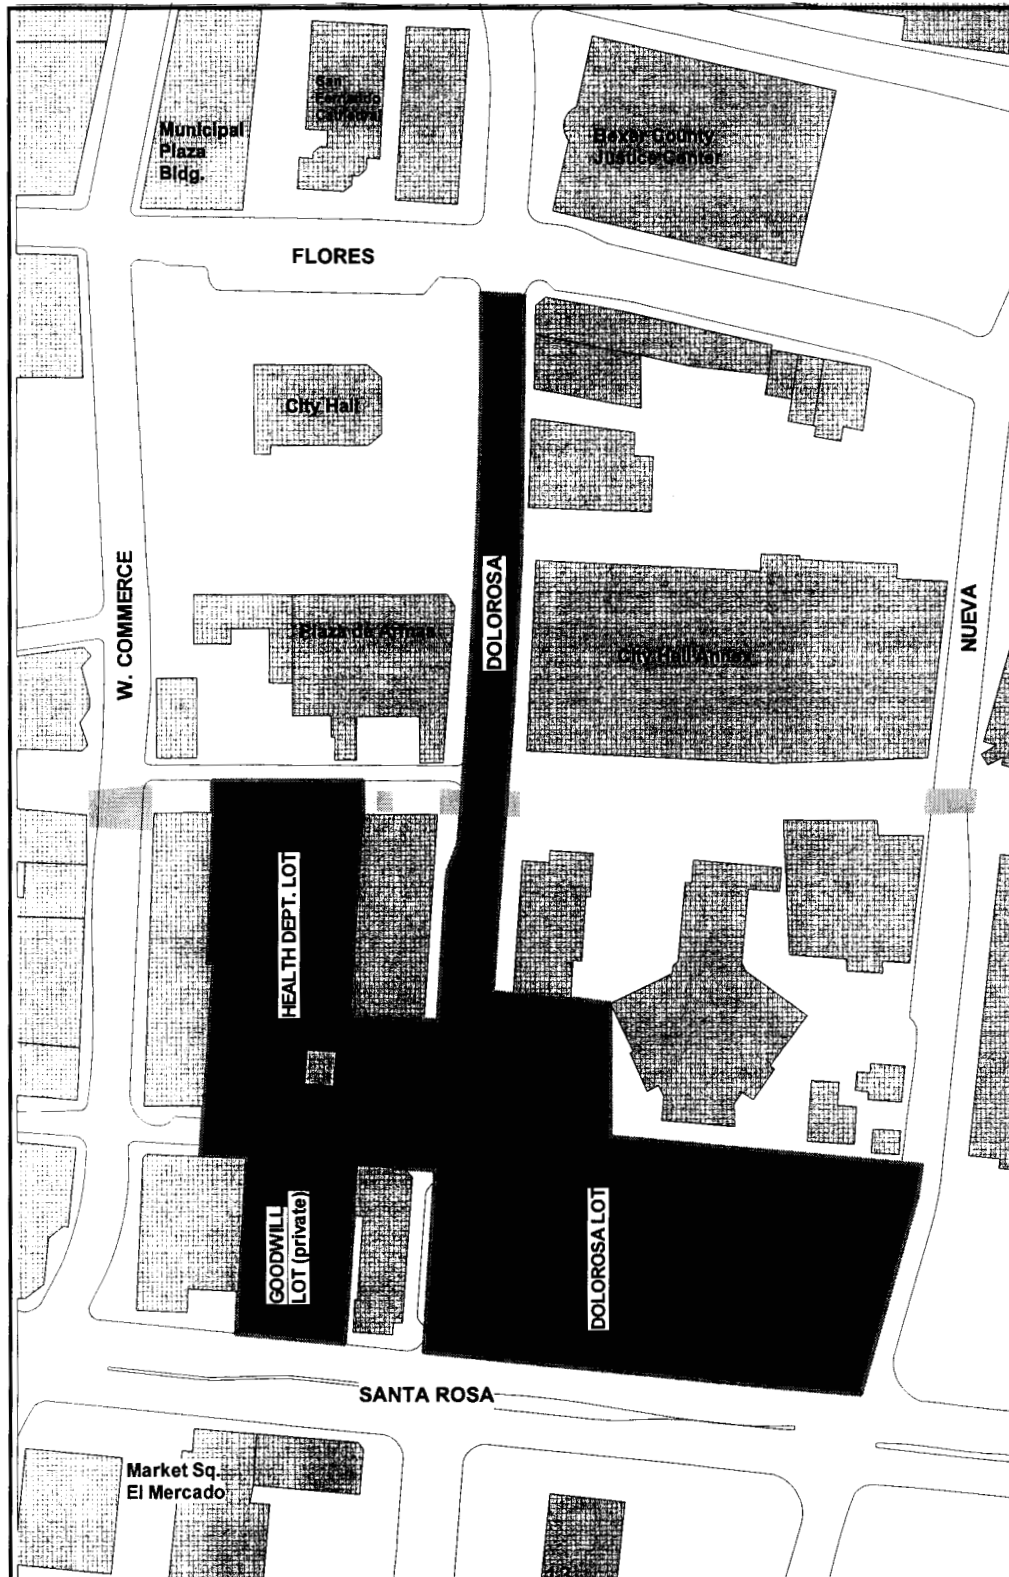 San
Fernando
Cathedral
Municipal
Plaza
Bldg.
Bexar County
Justice Center
FLORES
City Hall
W. COMMERCE
DOLOROSA
NUEVA
Plaza de Armas
City Hall Annex
HEALTH DEPT. LOT
GOODWILL
LOT (private)
DOLOROSA LOT
SANTA ROSA
Market Sq.
El Mercado